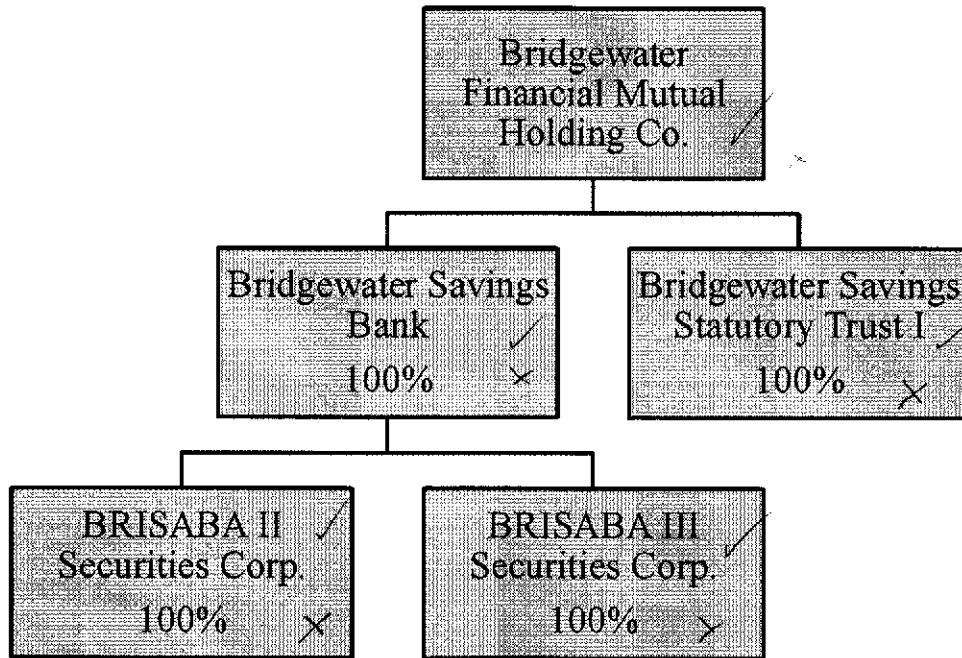 Bridgewater
Financial Mutual
Holding Co.
Bridgewater Savings
Bank
100%
Bridgewater Savings
Statutory Trust I
100%
BRISABA II
Securities Corp.
100%
BRISABA III
Securities Corp.
100%